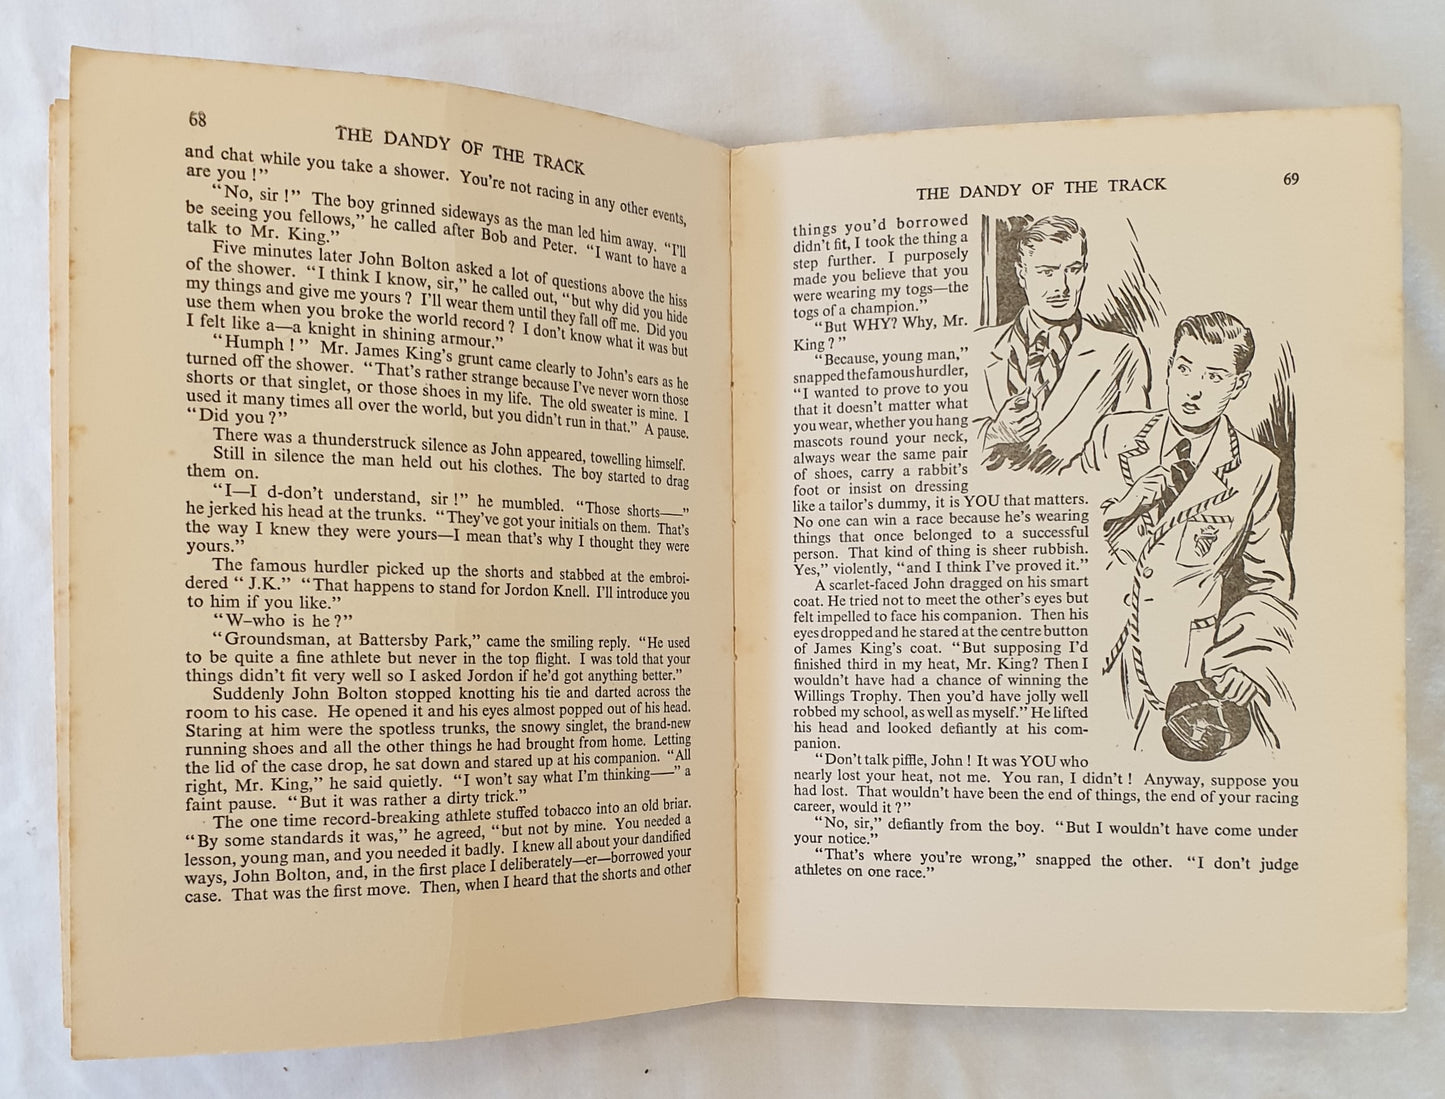 68
THE DANDY OF THE TRACK
and chat while you take a shower. You're not racing in any other events,
are you !"
"No, sir !" The boy grinned sideways as the man led him away. "I'll
be seeing you fellows," he called after Bob and Peter. "I want to have a
talk to Mr. King."
Five minutes later John Bolton asked a lot of questions above the hiss
of the shower. "I think I know, sir," he called out, "but why did you hide
my things and give me yours ? I'll wear them until they fall off me. Did you
use them when you broke the world record ? I don't know what it was but
I felt like a—a knight in shining armour."
"Humph ! " Mr. James King's grunt came clearly to John's ears as he
turned off the shower. "That's rather strange because I've never worn those
shorts or that singlet, or those shoes in my life. The old sweater is mine. I
used it many times all over the world, but you didn't run in that." A pause.
"Did you ?"
There was a thunderstruck silence as John appeared, towelling himself.
Still in silence the man held out his clothes. The boy started to drag
them on.
"I—I d-don't understand, sir !" he mumbled. "Those shorts—"
he jerked his head at the trunks. "They've got your initials on them. That's
the way I knew they were yours—I mean that's why I thought they were
yours."
The famous hurdler picked up the shorts and stabbed at the embroi-
dered " J.K." "That happens to stand for Jordon Knell. I'll introduce you
to him if you like."
"W–who is he ?"
"Groundsman, at Battersby Park," came the smiling reply. "He used
to be quite a fine athlete but never in the top flight. I was told that your
things didn't fit very well so I asked Jordon if he'd got anything better."
Suddenly John Bolton stopped knotting his tie and darted across the
room to his case. He opened it and his eyes almost popped out of his head.
Staring at him were the spotless trunks, the snowy singlet, the brand-new
running shoes and all the other things he had brought from home. Letting
the lid of the case drop, he sat down and stared up at his companion. "All
right, Mr. King," he said quietly. "I won't say what I'm thinking—" a
faint pause. "But it was rather a dirty trick."
The one time record-breaking athlete stuffed tobacco into an old briar.
"By some standards it was," he agreed, "but not by mine. You needed a
lesson, young man, and you needed it badly. I knew all about your dandified
ways, John Bolton, and, in the first place I deliberately—er—borrowed your
case. That was the first move. Then, when I heard that the shorts and other
THE DANDY OF THE TRACK
69
things you'd borrowed
didn't fit, I took the thing a
step further. I purposely
made you believe that you
were wearing my togs—the
togs of a champion."
"But WHY? Why, Mr.
King ? "
"Because, young man,"
snapped the famous hurdler,
"I wanted to prove to you
that it doesn't matter what
you wear, whether you hang
mascots round your neck,
always wear the same pair
of shoes, carry a rabbit's
foot or insist on dressing
like a tailor's dummy, it is YOU that matters.
No one can win a race because he's wearing
things that once belonged to a successful
person. That kind of thing is sheer rubbish.
Yes," violently, "and I think I've proved it."
A scarlet-faced John dragged on his smart
coat. He tried not to meet the other's eyes but
felt impelled to face his companion. Then his
eyes dropped and he stared at the centre button
of James King's coat. "But supposing I'd
finished third in my heat, Mr. King? Then I
wouldn't have had a chance of winning the
Willings Trophy. Then you'd have jolly well
robbed my school, as well as myself." He lifted
his head and looked defiantly at his com-
panion.
"Don't talk piffle, John ! It was YOU who
nearly lost your heat, not me. You ran, I didn't ! Anyway, suppose you
had lost. That wouldn't have been the end of things, the end of your racing
career, would it ?"
"No, sir," defiantly from the boy. "But I wouldn't have come under
your notice."
"That's where you're wrong," snapped the other. "I don't judge
athletes on one race."